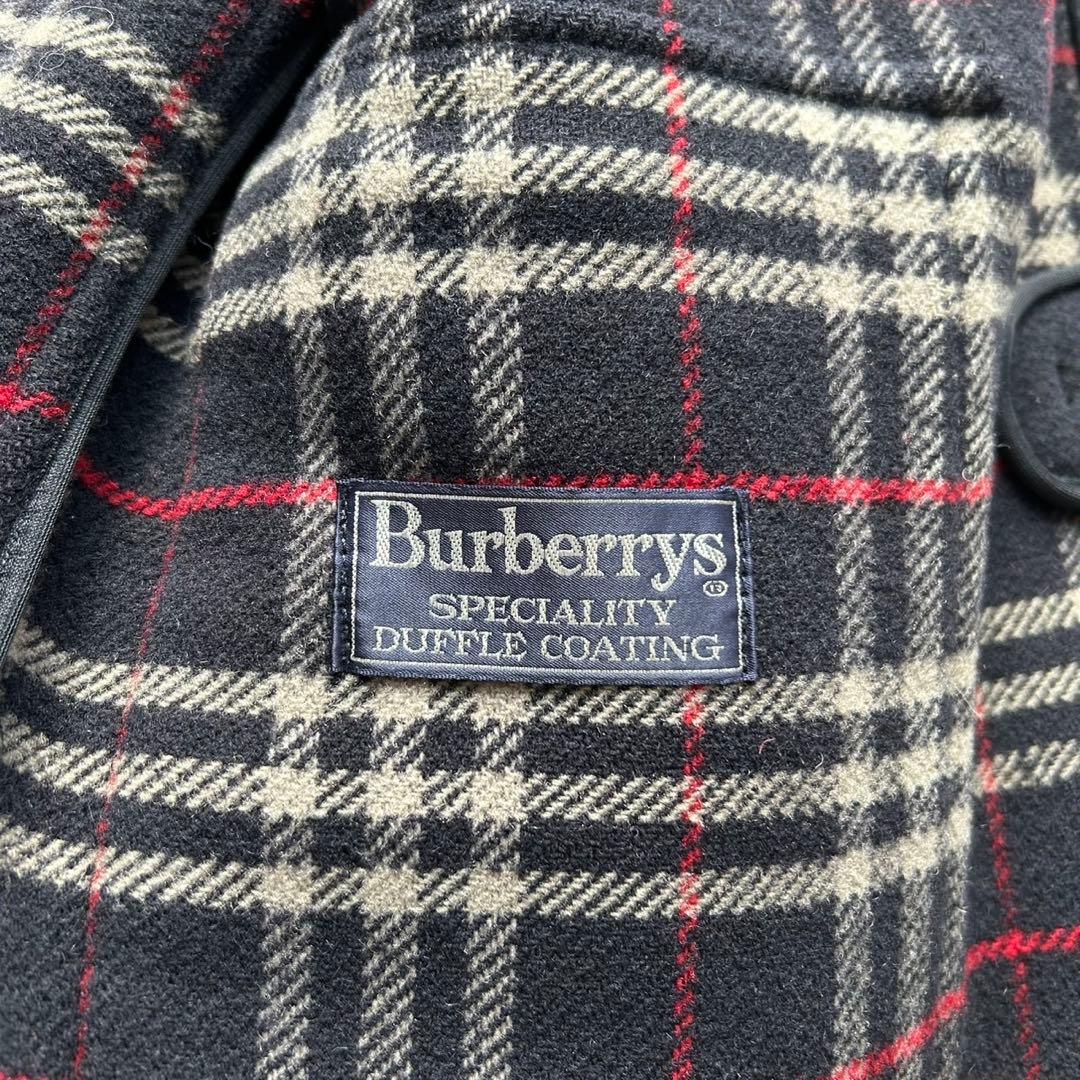 Burberrys®
SPECIALITY
DUFFLE COATING